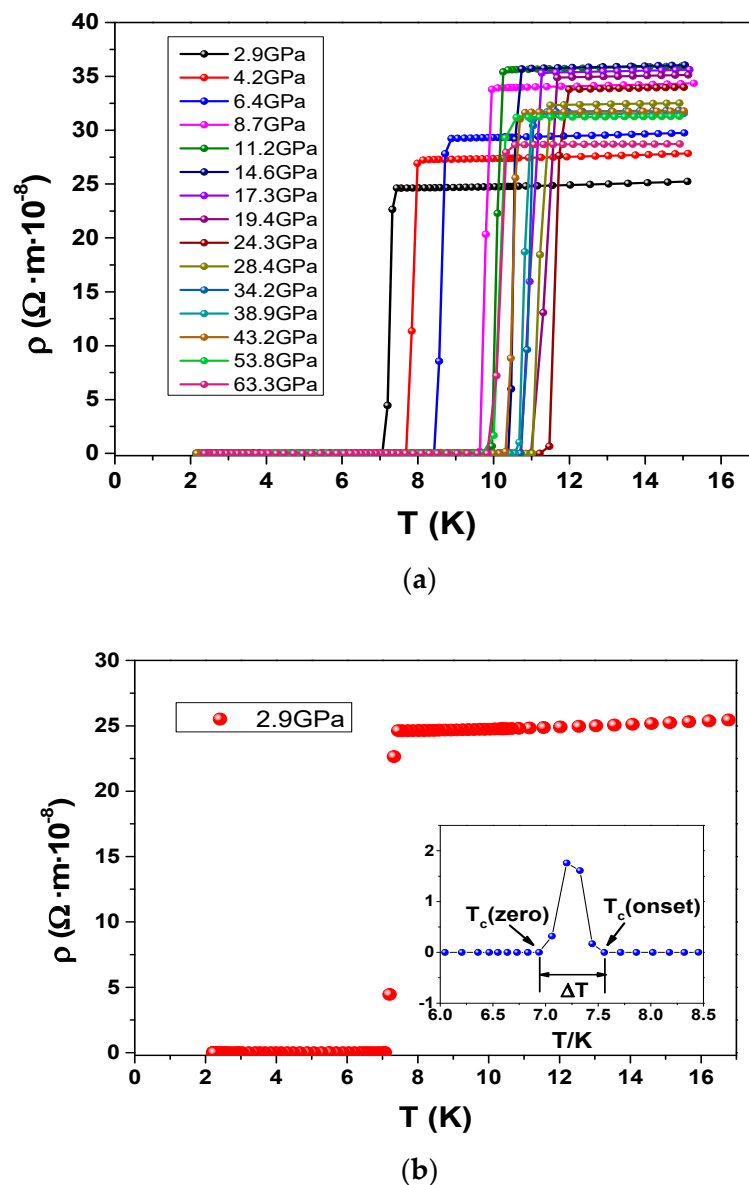 40
35
30
25
20
15
10
5
0
ρ (Ω·m·10⁻⁸)
2.9GPa
4.2GPa
6.4GPa
8.7GPa
11.2GPa
14.6GPa
17.3GPa
19.4GPa
24.3GPa
28.4GPa
34.2GPa
38.9GPa
43.2GPa
53.8GPa
63.3GPa
0 2 4 6 8 10 12 14 16
T (K)
(a)
30
25
20
15
10
5
0
ρ (Ω·m·10⁻⁸)
2.9GPa
2
1
0
-1
T_c(zero)
T_c(onset)
ΔT
6.0 6.5 7.0 7.5 8.0 8.5
T/K
0 2 4 6 8 10 12 14 16
T (K)
(b)